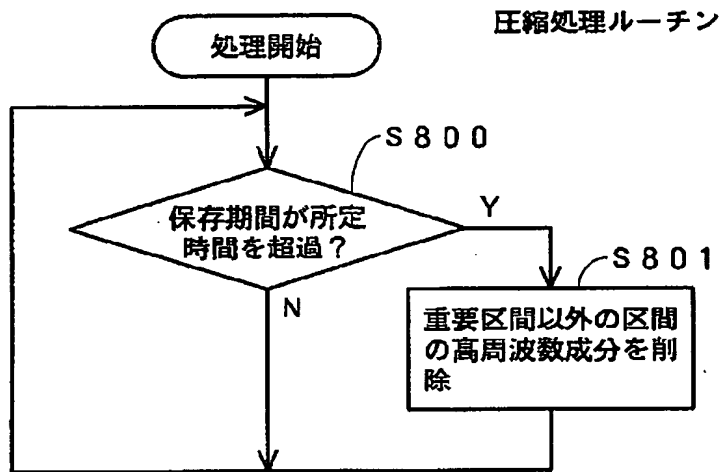 圧縮処理ルーチン
処理開始
S800
保存期間が所定
時間を超過？
Y
N
S801
重要区間以外の区間
の高周波数成分を削
除